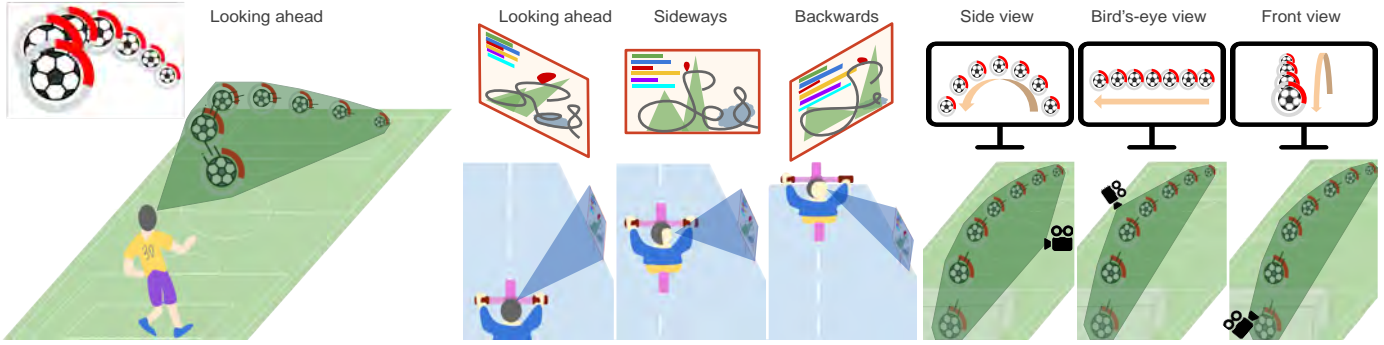 Looking ahead
Looking ahead
Sideways
Backwards
Side view
Bird's-eye view
Front view
30